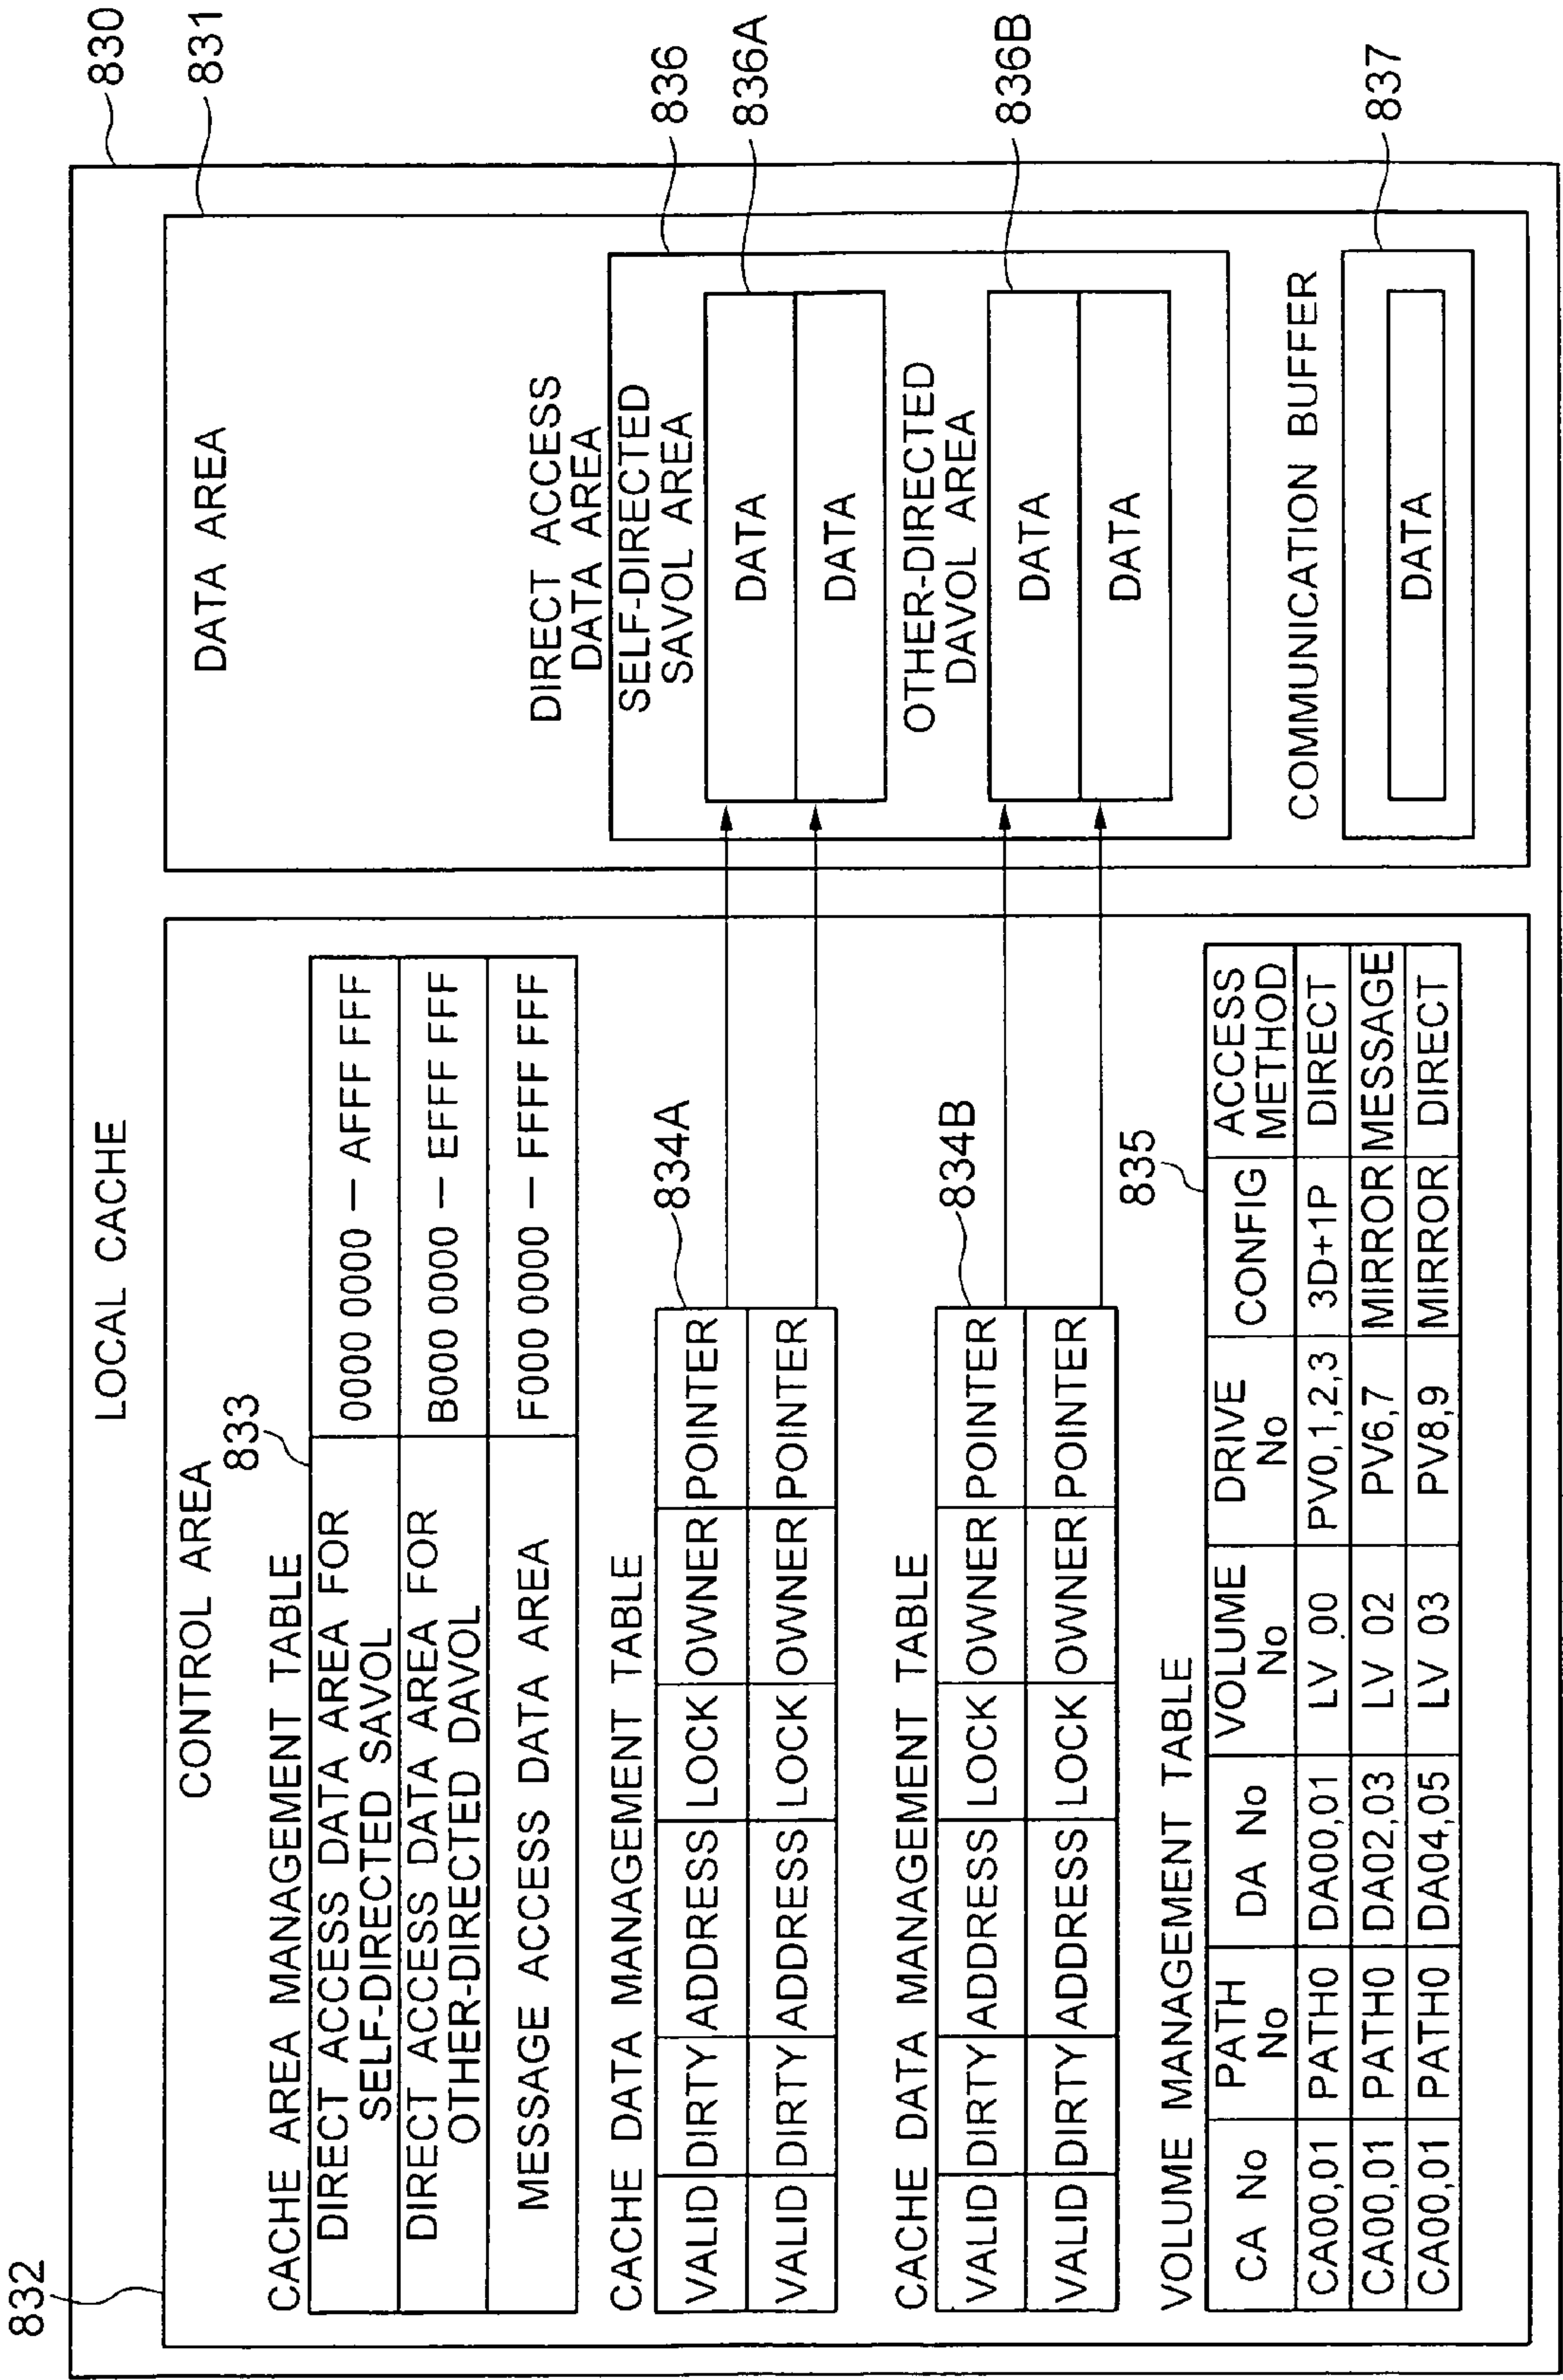 LOCAL CACHE
830
832
CONTROL AREA
CACHE AREA MANAGEMENT TABLE
833
DIRECT ACCESS DATA AREA FOR
SELF-DIRECTED SAVOL
0000 0000 — AFFF FFF
DIRECT ACCESS DATA AREA FOR
OTHER-DIRECTED DAVOL
B000 0000 — EFFF FFF
MESSAGE ACCESS DATA AREA
F000 0000 — FFFF FFF
CACHE DATA MANAGEMENT TABLE
834A
VALID DIRTY ADDRESS LOCK OWNER POINTER
VALID DIRTY ADDRESS LOCK OWNER POINTER
CACHE DATA MANAGEMENT TABLE
834B
VALID DIRTY ADDRESS LOCK OWNER POINTER
VALID DIRTY ADDRESS LOCK OWNER POINTER
VOLUME MANAGEMENT TABLE
835
CA No PATH No DA No VOLUME No DRIVE No CONFIG ACCESS METHOD
CA00,01 PATH0 DA00,01 LV 00 PV0,1,2,3 3D+1P DIRECT
CA00,01 PATH0 DA02,03 LV 02 PV6,7 MIRROR MESSAGE
CA00,01 PATH0 DA04,05 LV 03 PV8,9 MIRROR DIRECT
DATA AREA
831
DIRECT ACCESS
DATA AREA
836
SELF-DIRECTED
SAVOL AREA
836A
DATA
DATA
OTHER-DIRECTED
DAVOL AREA
836B
DATA
DATA
COMMUNICATION BUFFER
837
DATA